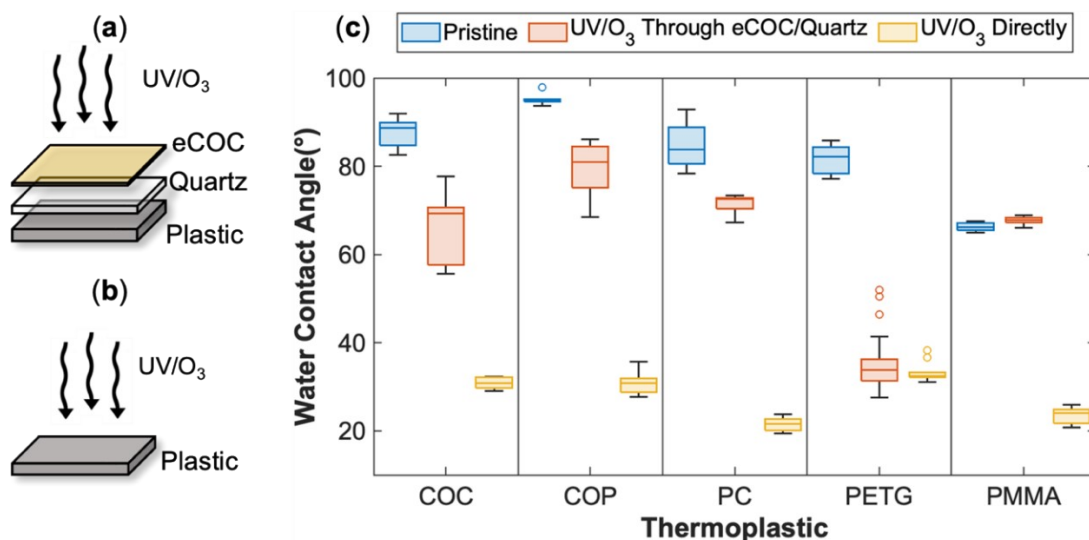 (a)
UV/O₃
eCOC
Quartz
Plastic
(b)
UV/O₃
Plastic
(c)
Pristine UV/O₃ Through eCOC/Quartz UV/O₃ Directly
Water Contact Angle(°)
100
80
60
40
20
COC COP PC PETG PMMA
Thermoplastic